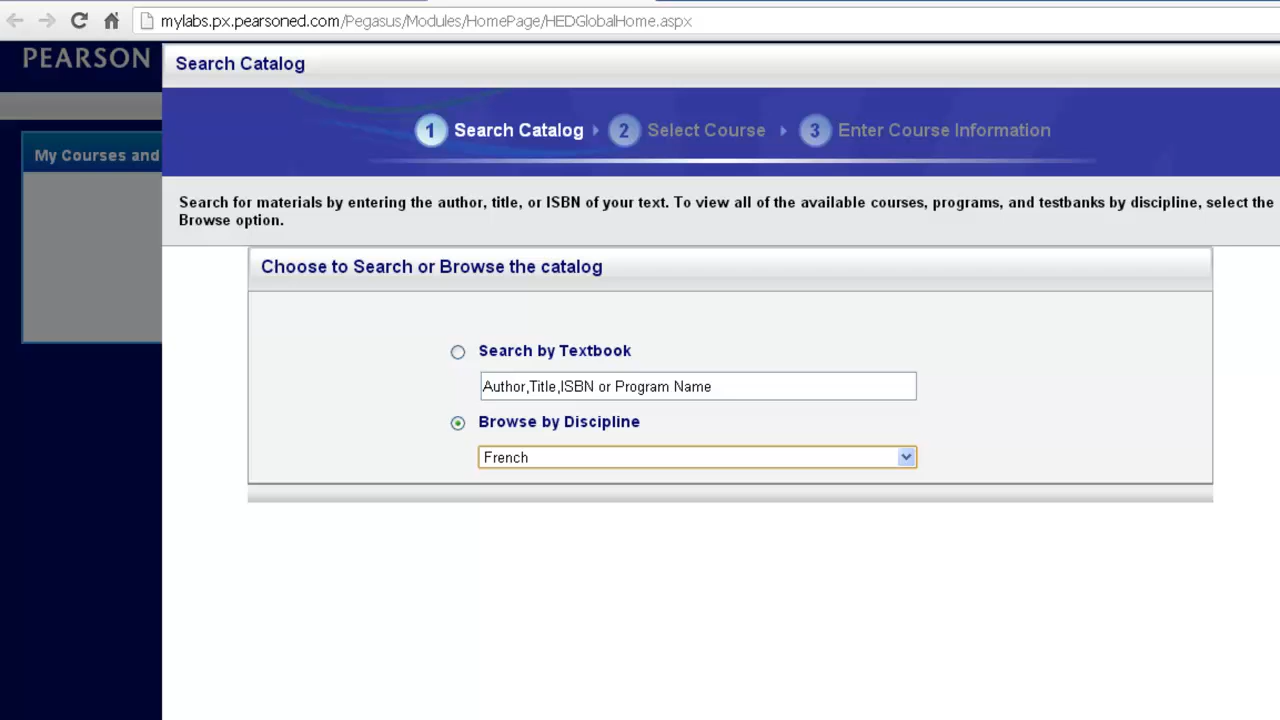 mylabs.px.pearsoned.com/Pegasus/Modules/HomePage/HEDGlobalHome.aspx
PEARSON
Search Catalog
1 Search Catalog 2 Select Course 3 Enter Course Information
My Courses and
Search for materials by entering the author, title, or ISBN of your text. To view all of the available courses, programs, and testbanks by discipline, select the
Browse option.
Choose to Search or Browse the catalog
Search by Textbook
Author,Title,ISBN or Program Name
Browse by Discipline
French